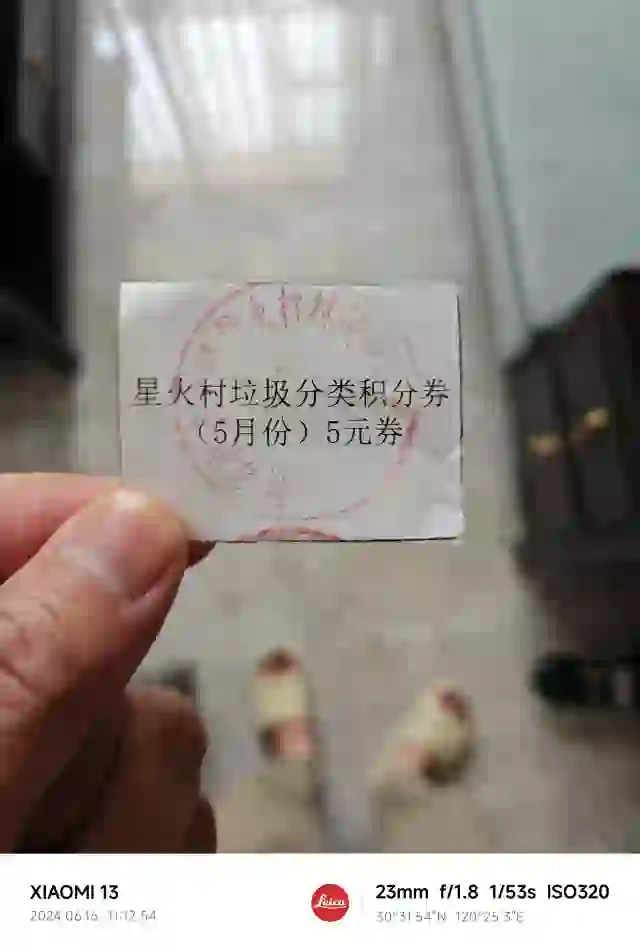 星火村垃圾分类积分券
（5月份）5元券
XIAOMI 13
2024.06.16 11:12:54
Leica
23mm f/1.8 1/53s ISO320
30°31'54"N 120°25'3"E